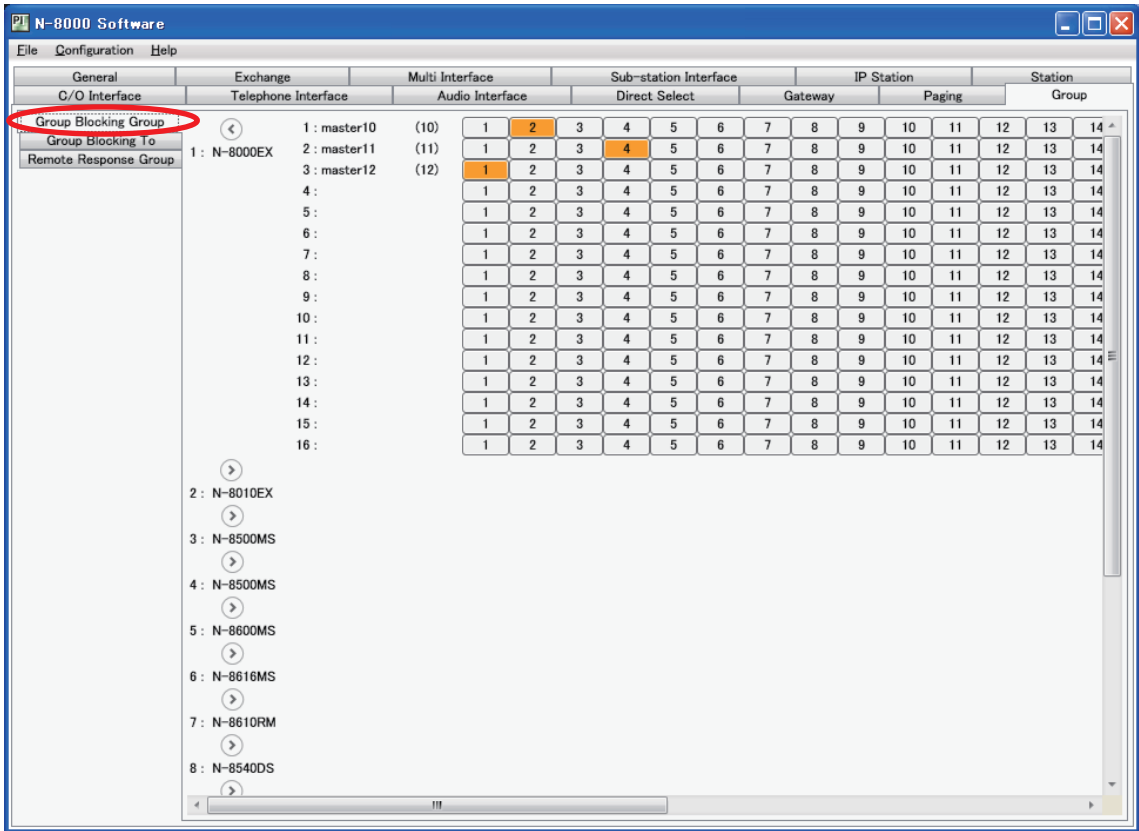 N-8000 Software
File Configuration Help
General Exchange Multi Interface Sub-station Interface IP Station Station
C/O Interface Telephone Interface Audio Interface Direct Select Gateway Paging Group
Group Blocking Group
Group Blocking To
Remote Response Group
1 : master10 (10) 1 2 3 4 5 6 7 8 9 10 11 12 13 14
1 : N-8000EX
2 : master11 (11) 1 2 3 4 5 6 7 8 9 10 11 12 13 14
3 : master12 (12) 1 2 3 4 5 6 7 8 9 10 11 12 13 14
4 : 1 2 3 4 5 6 7 8 9 10 11 12 13 14
5 : 1 2 3 4 5 6 7 8 9 10 11 12 13 14
6 : 1 2 3 4 5 6 7 8 9 10 11 12 13 14
7 : 1 2 3 4 5 6 7 8 9 10 11 12 13 14
8 : 1 2 3 4 5 6 7 8 9 10 11 12 13 14
9 : 1 2 3 4 5 6 7 8 9 10 11 12 13 14
10 : 1 2 3 4 5 6 7 8 9 10 11 12 13 14
11 : 1 2 3 4 5 6 7 8 9 10 11 12 13 14
12 : 1 2 3 4 5 6 7 8 9 10 11 12 13 14
13 : 1 2 3 4 5 6 7 8 9 10 11 12 13 14
14 : 1 2 3 4 5 6 7 8 9 10 11 12 13 14
15 : 1 2 3 4 5 6 7 8 9 10 11 12 13 14
16 : 1 2 3 4 5 6 7 8 9 10 11 12 13 14
2 : N-8010EX
3 : N-8500MS
4 : N-8500MS
5 : N-8600MS
6 : N-8616MS
7 : N-8610RM
8 : N-8540DS